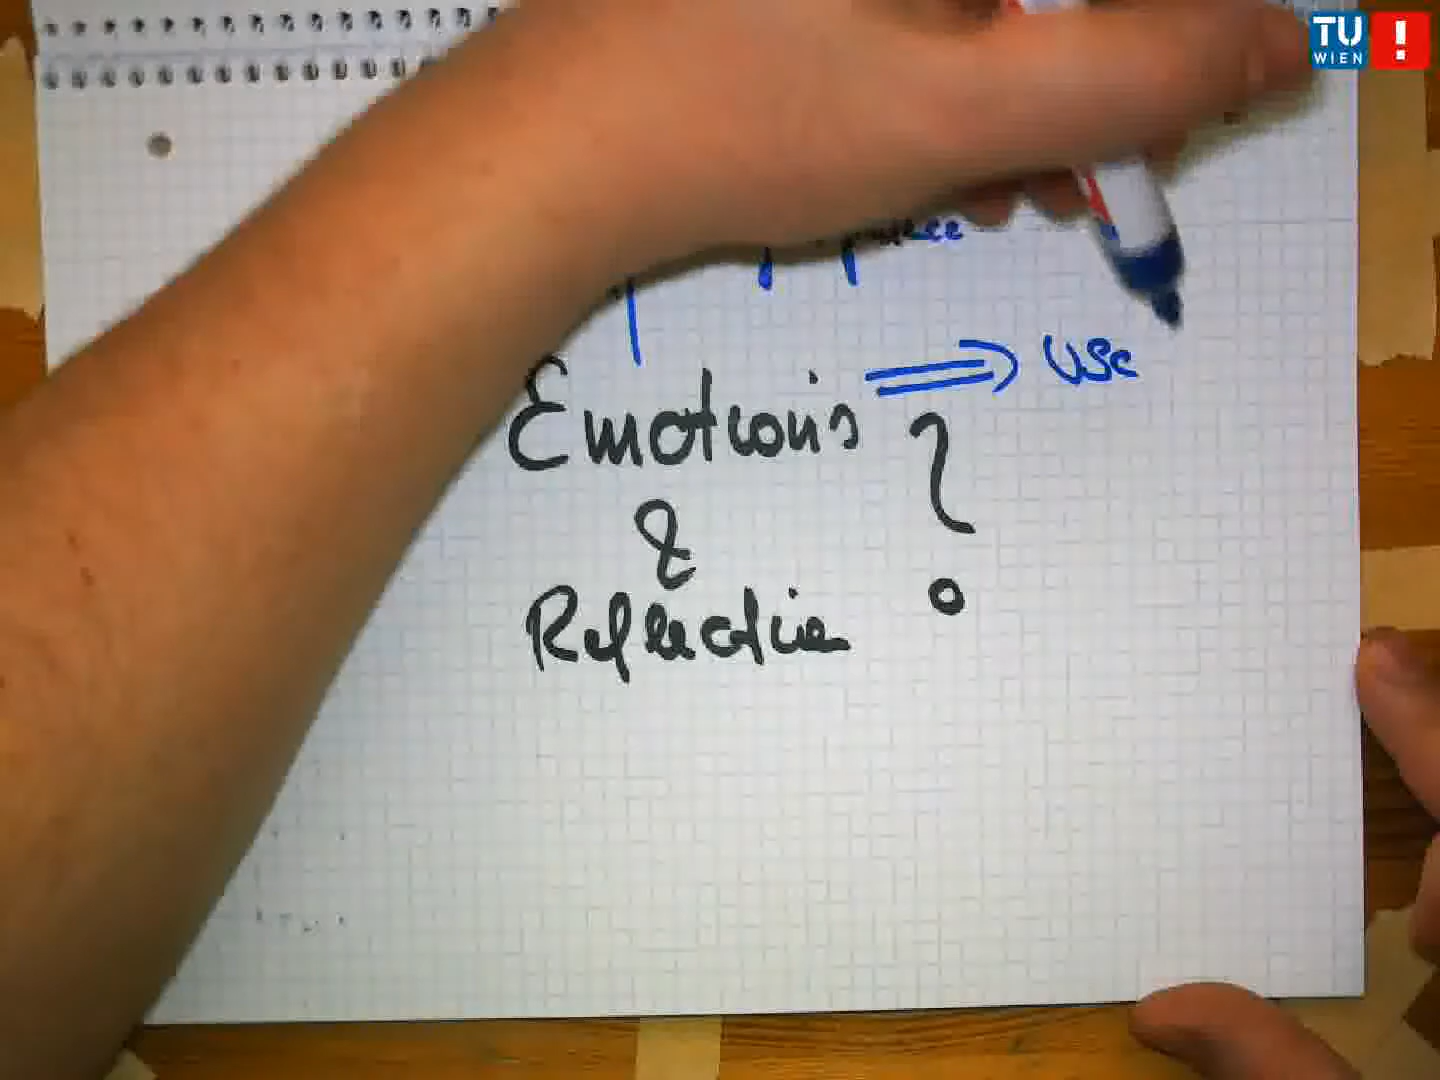 TU
WIEN
!
⇒ use
Emotions ?
&
Reflection